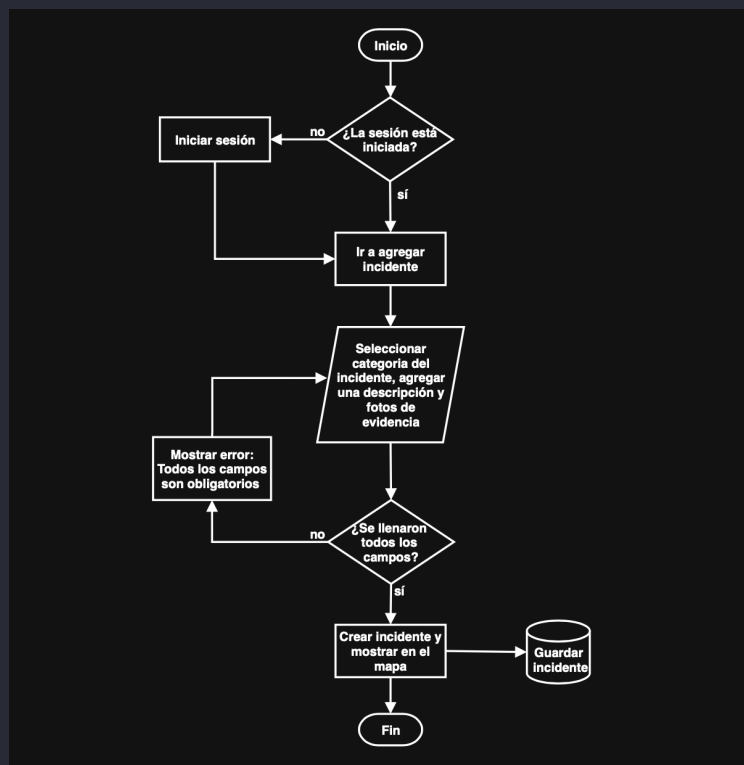 Inicio
¿La sesión está
iniciada?
no
Iniciar sesión
sí
Ir a agregar
incidente
Seleccionar
categoria del
incidente, agregar
una descripción y
fotos de
evidencia
Mostrar error:
Todos los campos
son obligatorios
¿Se llenaron
todos los
campos?
no
sí
Crear incidente y
mostrar en el
mapa
Guardar
incidente
Fin